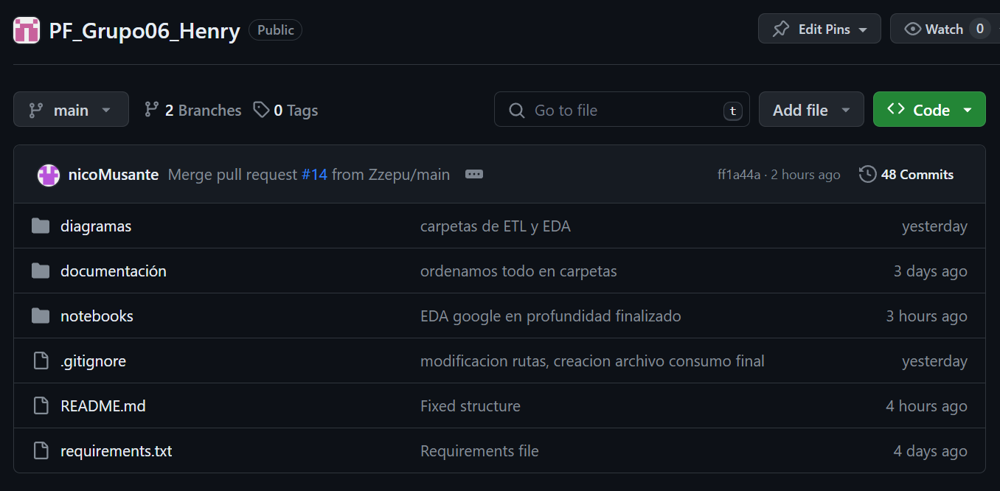 PF_Grupo06_Henry Public Edit Pins Watch 0
main 2 Branches 0 Tags Go to file t Add file Code
nicoMusante Merge pull request #14 from Zzepu/main ff1a44a · 2 hours ago 48 Commits
diagramas carpetas de ETL y EDA yesterday
documentación ordenamos todo en carpetas 3 days ago
notebooks EDA google en profundidad finalizado 3 hours ago
.gitignore modificacion rutas, creacion archivo consumo final yesterday
README.md Fixed structure 4 hours ago
requirements.txt Requirements file 4 days ago